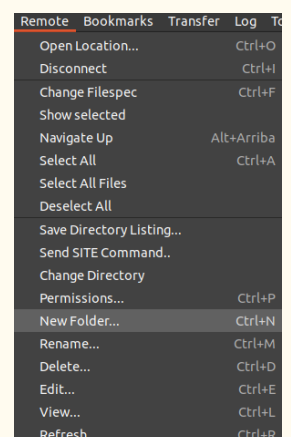 Remote Bookmarks Transfer Log To
Open Location... Ctrl+O
Disconnect Ctrl+I
Change Filespec Ctrl+F
Show selected
Navigate Up Alt+Arriba
Select All Ctrl+A
Select All Files
Deselect All
Save Directory Listing...
Send SITE Command..
Change Directory
Permissions... Ctrl+P
New Folder... Ctrl+N
Rename... Ctrl+M
Delete... Ctrl+D
Edit... Ctrl+E
View... Ctrl+L
Refresh Ctrl+R